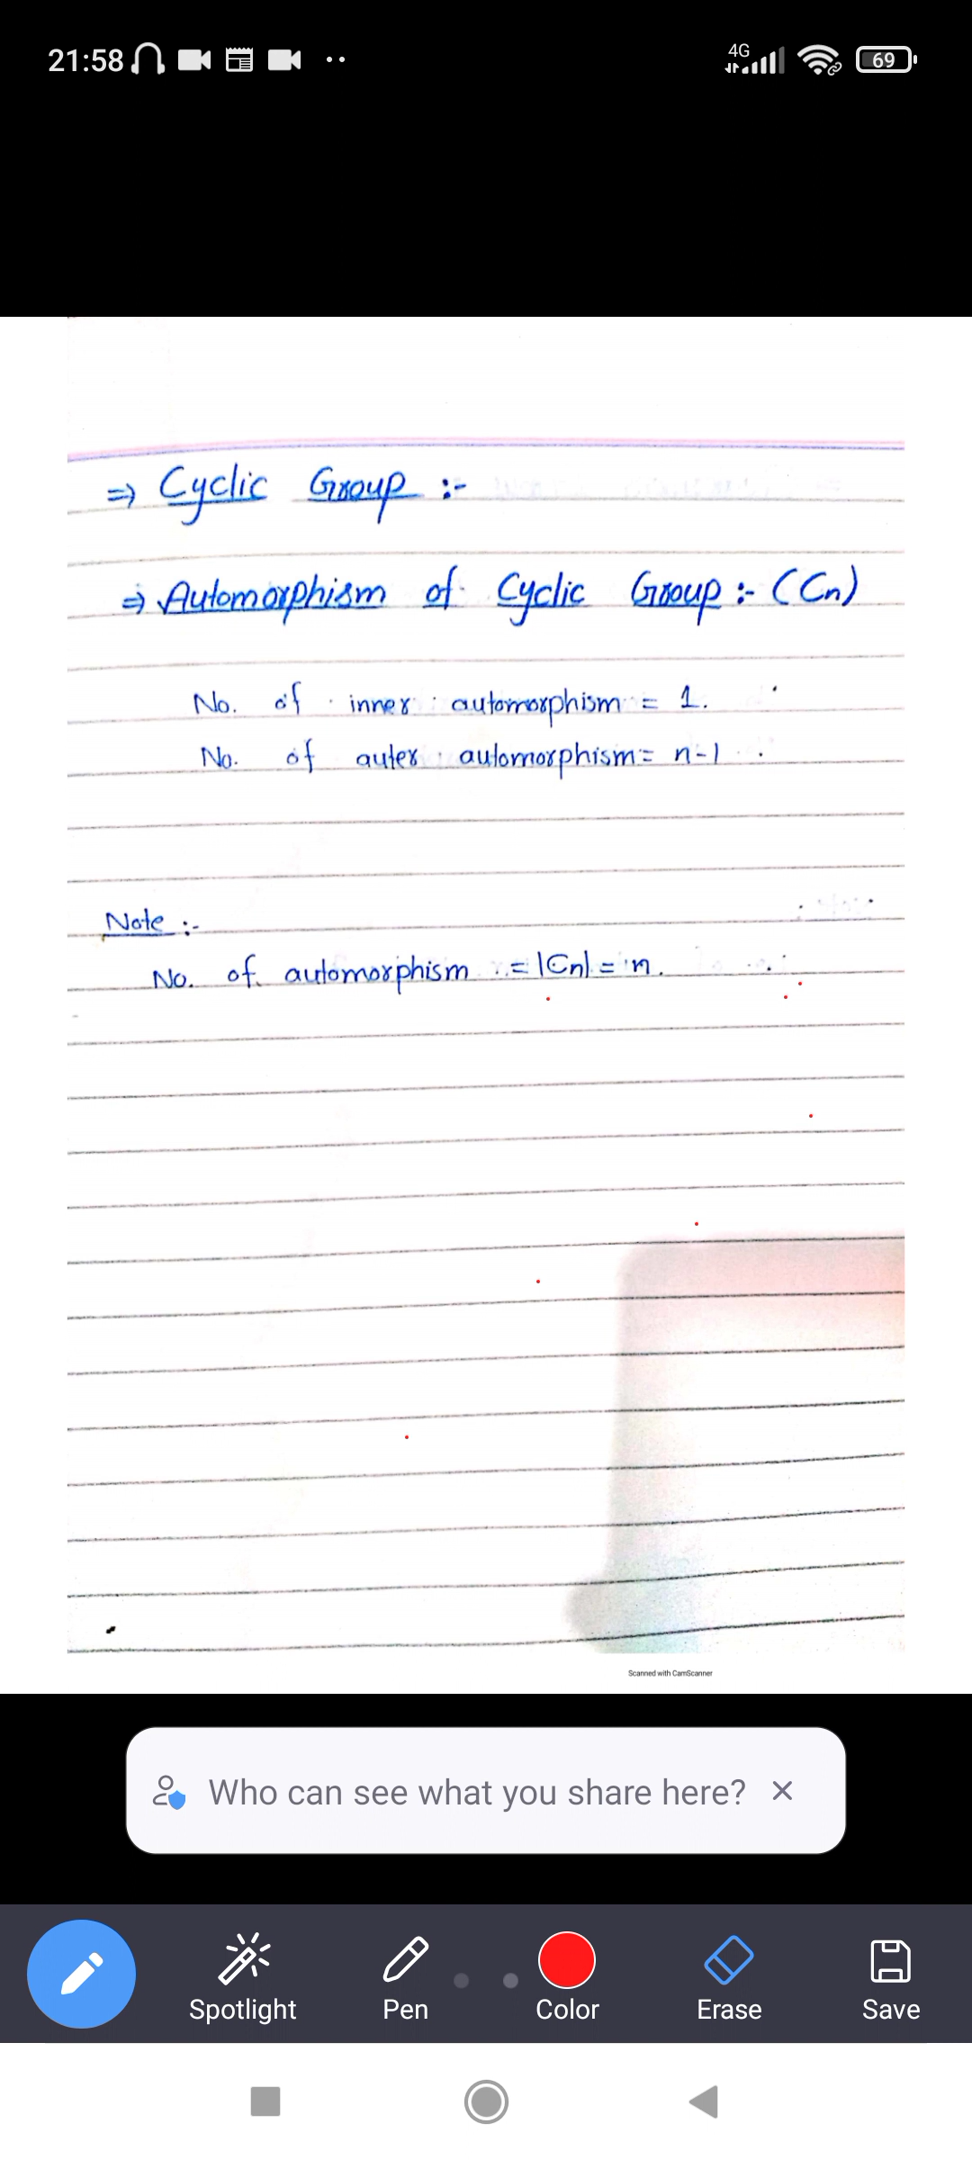 21:58
4G
69
⇒ Cyclic Group :-
⇒ Automorphism of Cyclic Group :- (Cn)
No. of inner automorphism = 1.
No. of auter automorphism = n-1
Note :-
No. of automorphism = |Cn| = n.
Scanned with CamScanner
Who can see what you share here? ×
Spotlight Pen Color Erase Save